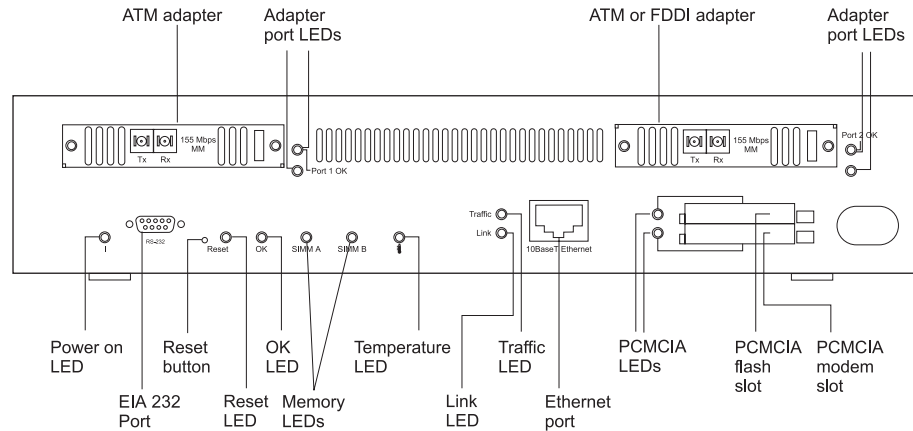 ATM adapter
Adapter
port LEDs
ATM or FDDI adapter
Adapter
port LEDs
155 Mbps
MM
Tx Rx
Port 1 OK
155 Mbps
MM
Tx Rx
Port 2 OK
Traffic
Link
10BaseT Ethernet
I
RS-232
Reset
OK
SIMM A
SIMM B
Power on
LED
Reset
button
OK
LED
Temperature
LED
Traffic
LED
PCMCIA
LEDs
PCMCIA
flash
slot
PCMCIA
modem
slot
EIA 232
Port
Reset
LED
Memory
LEDs
Link
LED
Ethernet
port